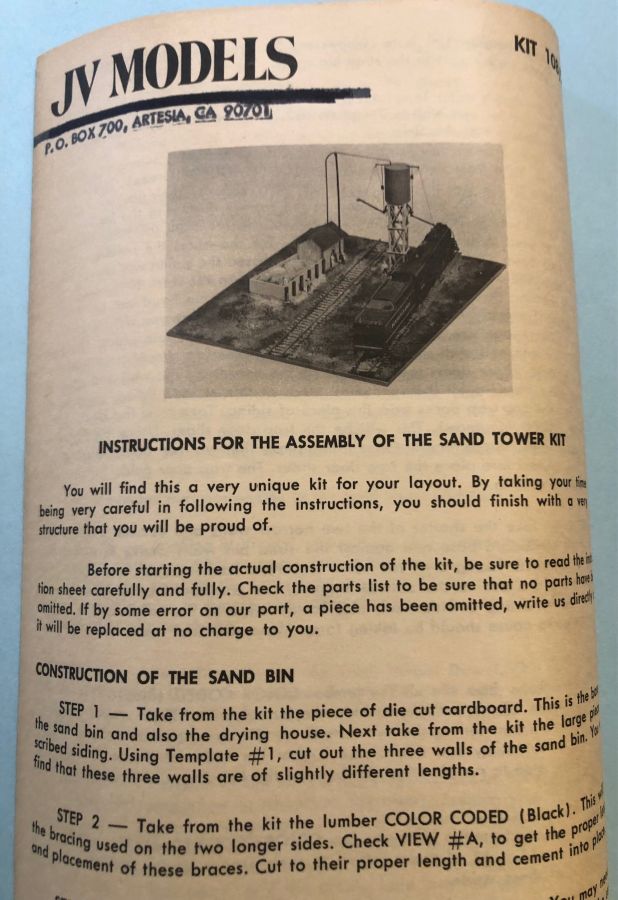 JV MODELS
KIT
P.O. BOX 700, ARTESIA, CA 90701
INSTRUCTIONS FOR THE ASSEMBLY OF THE SAND TOWER KIT
You will find this a very unique kit for your layout. By taking your time
being very careful in following the instructions, you should finish with a
structure that you will be proud of.
Before starting the actual construction of the kit, be sure to read the
tion sheet carefully and fully. Check the parts list to be sure that no parts
omitted. If by some error on our part, a piece has been omitted, write us
it will be replaced at no charge to you.
CONSTRUCTION OF THE SAND BIN
STEP 1 — Take from the kit the piece of die cut cardboard. This is the
the sand bin and also the drying house. Next take from the kit the large
scribed siding. Using Template #1, cut out the three walls of the sand bin. You
find that these three walls are of slightly different lengths.
STEP 2 — Take from the kit the lumber COLOR CODED (Black). This
the bracing used on the two longer sides. Check VIEW #A, to get the proper
and placement of these braces. Cut to their proper length and cement into
You may